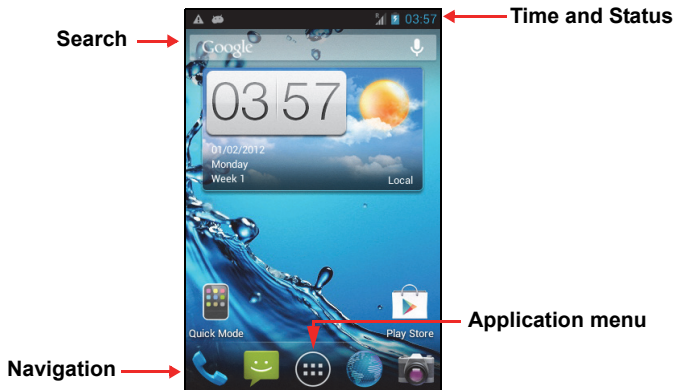 03:57
Time and Status
Search
Google
03 57
01/02/2012
Monday
Week 1
Local
Quick Mode
Play Store
Application menu
Navigation